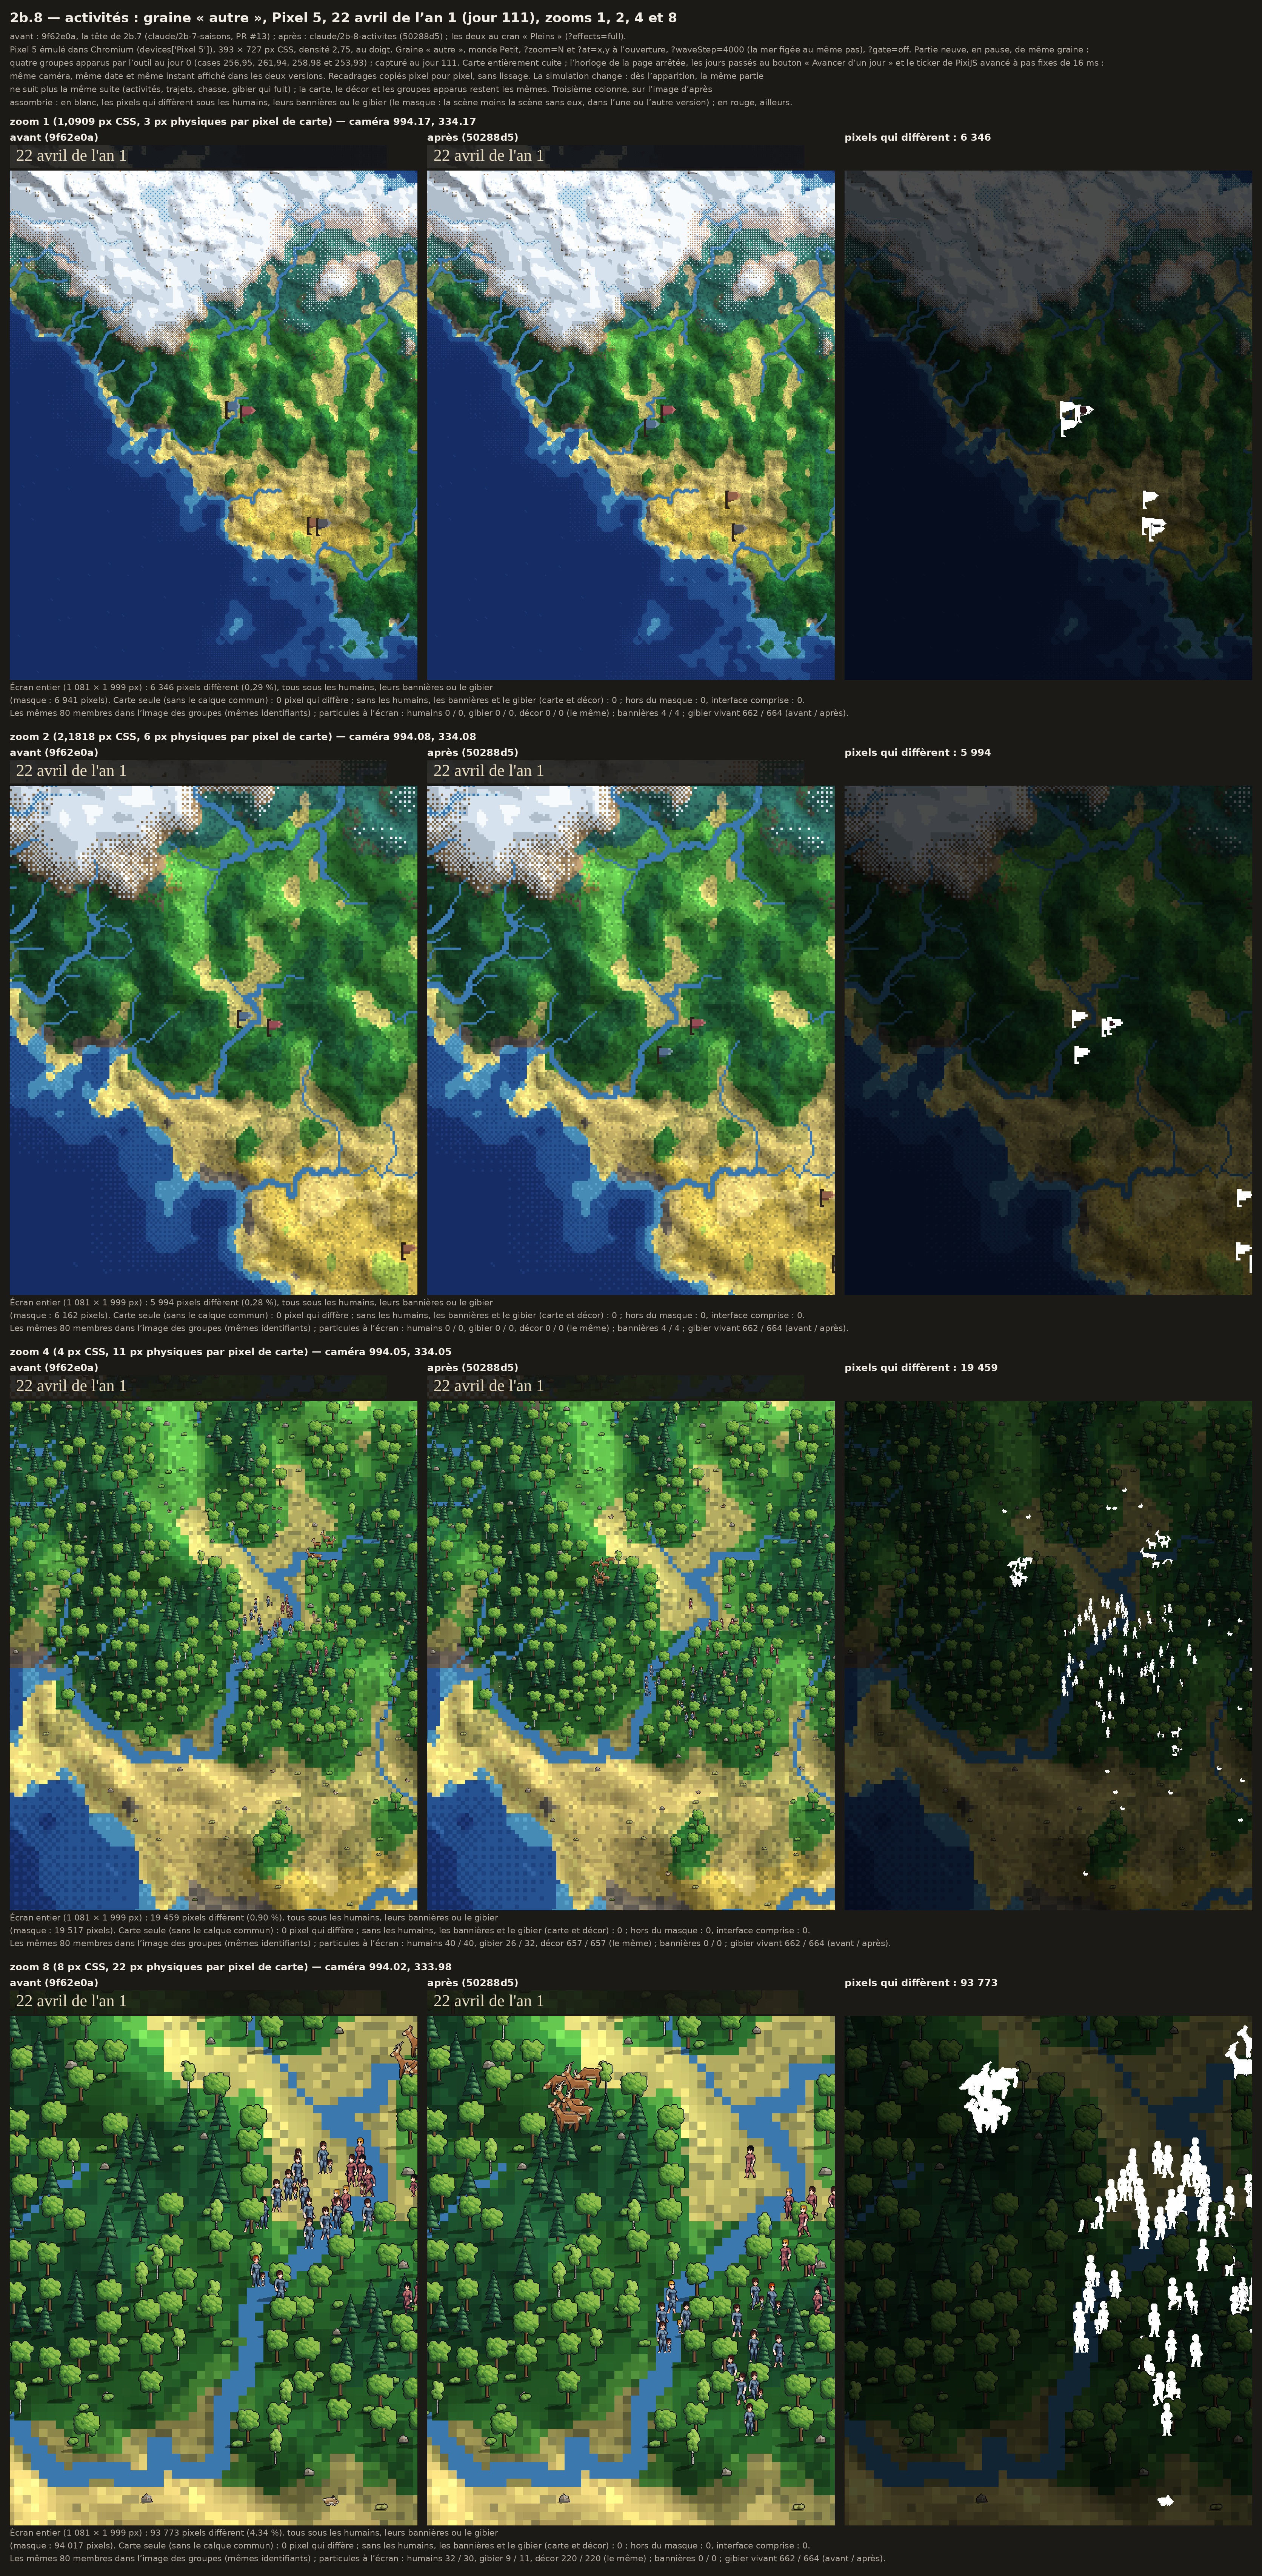 2b.8 — activités : graine « autre », Pixel 5, 22 avril de l’an 1 (jour 111), zooms 1, 2, 4 et 8
avant : 9f62e0a, la tête de 2b.7 (claude/2b-7-saisons, PR #13) ; après : claude/2b-8-activites (50288d5) ; les deux au cran « Pleins » (?effects=full).
Pixel 5 émulé dans Chromium (devices['Pixel 5']), 393 × 727 px CSS, densité 2,75, au doigt. Graine « autre », monde Petit, ?zoom=N et ?at=x,y à l’ouverture, ?waveStep=4000 (la mer figée au même pas), ?gate=off. Partie neuve, en pause, de même graine :
quatre groupes apparus par l’outil au jour 0 (cases 256,95, 261,94, 258,98 et 253,93) ; capturé au jour 111. Carte entièrement cuite ; l’horloge de la page arrêtée, les jours passés au bouton « Avancer d’un jour » et le ticker de PixiJS avancé à pas fixes de 16 ms :
même caméra, même date et même instant affiché dans les deux versions. Recadrages copiés pixel pour pixel, sans lissage. La simulation change : dès l’apparition, la même partie
ne suit plus la même suite (activités, trajets, chasse, gibier qui fuit) ; la carte, le décor et les groupes apparus restent les mêmes. Troisième colonne, sur l’image d’après
assombrie : en blanc, les pixels qui diffèrent sous les humains, leurs bannières ou le gibier (le masque : la scène moins la scène sans eux, dans l’une ou l’autre version) ; en rouge, ailleurs.
zoom 1 (1,0909 px CSS, 3 px physiques par pixel de carte) — caméra 994.17, 334.17
avant (9f62e0a) après (50288d5) pixels qui diffèrent : 6 346
22 avril de l'an 1 22 avril de l'an 1
Écran entier (1 081 × 1 999 px) : 6 346 pixels diffèrent (0,29 %), tous sous les humains, leurs bannières ou le gibier
(masque : 6 941 pixels). Carte seule (sans le calque commun) : 0 pixel qui diffère ; sans les humains, les bannières et le gibier (carte et décor) : 0 ; hors du masque : 0, interface comprise : 0.
Les mêmes 80 membres dans l’image des groupes (mêmes identifiants) ; particules à l’écran : humains 0 / 0, gibier 0 / 0, décor 0 / 0 (le même) ; bannières 4 / 4 ; gibier vivant 662 / 664 (avant / après).
zoom 2 (2,1818 px CSS, 6 px physiques par pixel de carte) — caméra 994.08, 334.08
avant (9f62e0a) après (50288d5) pixels qui diffèrent : 5 994
22 avril de l'an 1 22 avril de l'an 1
Écran entier (1 081 × 1 999 px) : 5 994 pixels diffèrent (0,28 %), tous sous les humains, leurs bannières ou le gibier
(masque : 6 162 pixels). Carte seule (sans le calque commun) : 0 pixel qui diffère ; sans les humains, les bannières et le gibier (carte et décor) : 0 ; hors du masque : 0, interface comprise : 0.
Les mêmes 80 membres dans l’image des groupes (mêmes identifiants) ; particules à l’écran : humains 0 / 0, gibier 0 / 0, décor 0 / 0 (le même) ; bannières 4 / 4 ; gibier vivant 662 / 664 (avant / après).
zoom 4 (4 px CSS, 11 px physiques par pixel de carte) — caméra 994.05, 334.05
avant (9f62e0a) après (50288d5) pixels qui diffèrent : 19 459
22 avril de l'an 1 22 avril de l'an 1
Écran entier (1 081 × 1 999 px) : 19 459 pixels diffèrent (0,90 %), tous sous les humains, leurs bannières ou le gibier
(masque : 19 517 pixels). Carte seule (sans le calque commun) : 0 pixel qui diffère ; sans les humains, les bannières et le gibier (carte et décor) : 0 ; hors du masque : 0, interface comprise : 0.
Les mêmes 80 membres dans l’image des groupes (mêmes identifiants) ; particules à l’écran : humains 40 / 40, gibier 26 / 32, décor 657 / 657 (le même) ; bannières 0 / 0 ; gibier vivant 662 / 664 (avant / après).
zoom 8 (8 px CSS, 22 px physiques par pixel de carte) — caméra 994.02, 333.98
avant (9f62e0a) après (50288d5) pixels qui diffèrent : 93 773
22 avril de l'an 1 22 avril de l'an 1
Écran entier (1 081 × 1 999 px) : 93 773 pixels diffèrent (4,34 %), tous sous les humains, leurs bannières ou le gibier
(masque : 94 017 pixels). Carte seule (sans le calque commun) : 0 pixel qui diffère ; sans les humains, les bannières et le gibier (carte et décor) : 0 ; hors du masque : 0, interface comprise : 0.
Les mêmes 80 membres dans l’image des groupes (mêmes identifiants) ; particules à l’écran : humains 32 / 30, gibier 9 / 11, décor 220 / 220 (le même) ; bannières 0 / 0 ; gibier vivant 662 / 664 (avant / après).